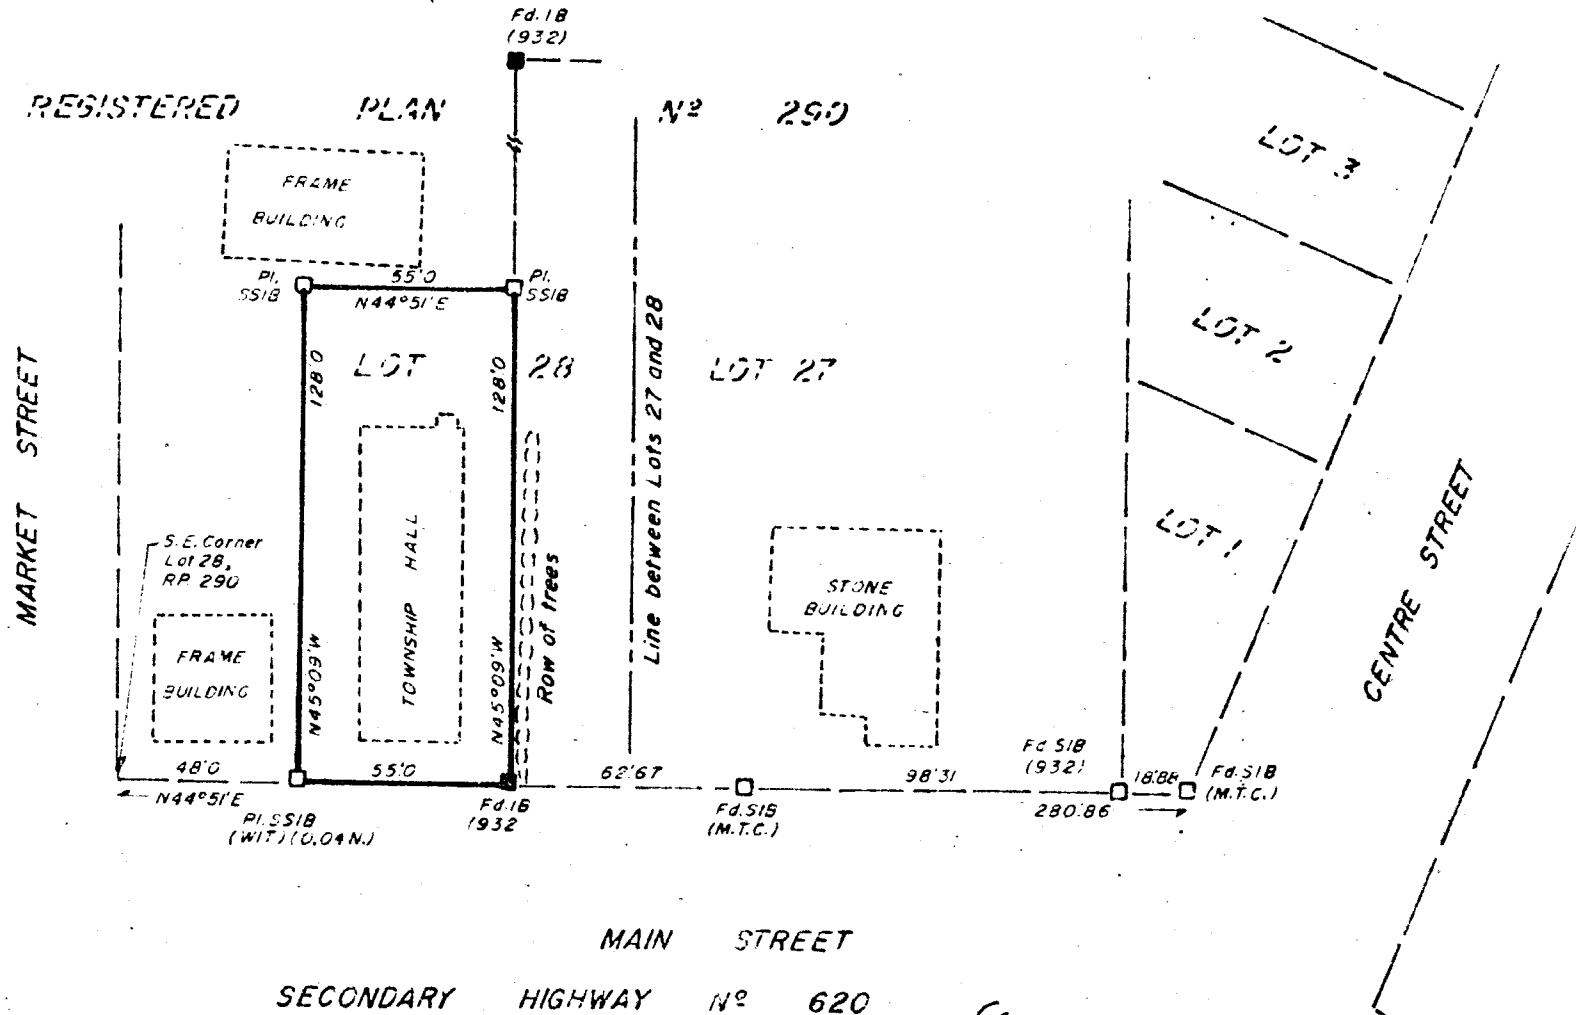 Fd. IB
(932)
REGISTERED PLAN Nº 290
LOT 3
FRAME
BUILDING
Pl.
SSIB
55'0
N44°51'E
Pl.
SSIB
LOT 28
LOT 27
LOT 2
128'0
128'0
Line between Lots 27 and 28
MARKET STREET
S.E. Corner
Lot 28,
RP. 290
TOWNSHIP HALL
Row of trees
STONE
BUILDING
LOT 1
CENTRE STREET
FRAME
BUILDING
N45°09'W
N45°09'W
48'0
N44°51'E
55'0
62'67
98'31
Fd SIB
(932)
18'88
Fd. SIB
(M.T.C.)
280'86
Pl. SSIB
(WIT)(0.04N.)
Fd. IB
(932
Fd. SIB
(M.T.C.)
MAIN STREET
SECONDARY HIGHWAY Nº 620